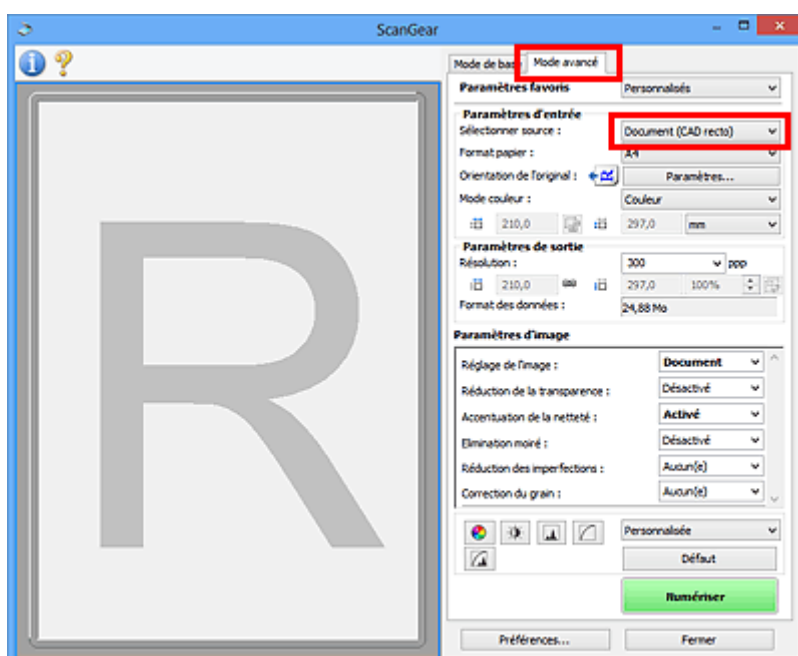 ScanGear
Mode de base Mode avancé
Paramètres favoris Personnalisés
Paramètres d'entrée
Sélectionner source : Document (CAD recto)
Format papier : A4
Orientation de l'original : Paramètres...
Mode couleur : Couleur
210,0 297,0 mm
Paramètres de sortie
Résolution : 300 ppp
210,0 297,0 100%
Format des données : 24,88 Mo
Paramètres d'image
Réglage de l'image : Document
Réduction de la transparence : Désactivé
Accentuation de la netteté : Activé
Elimination moiré : Désactivé
Réduction des imperfections : Aucun(e)
Correction du grain : Aucun(e)
Personnalisée
Défaut
Numériser
Préférences... Fermer
R